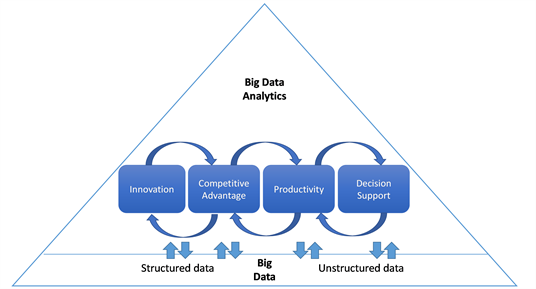 Big Data
Analytics
Innovation
Competitive
Advantage
Productivity
Decision
Support
Structured data
Big
Data
Unstructured data